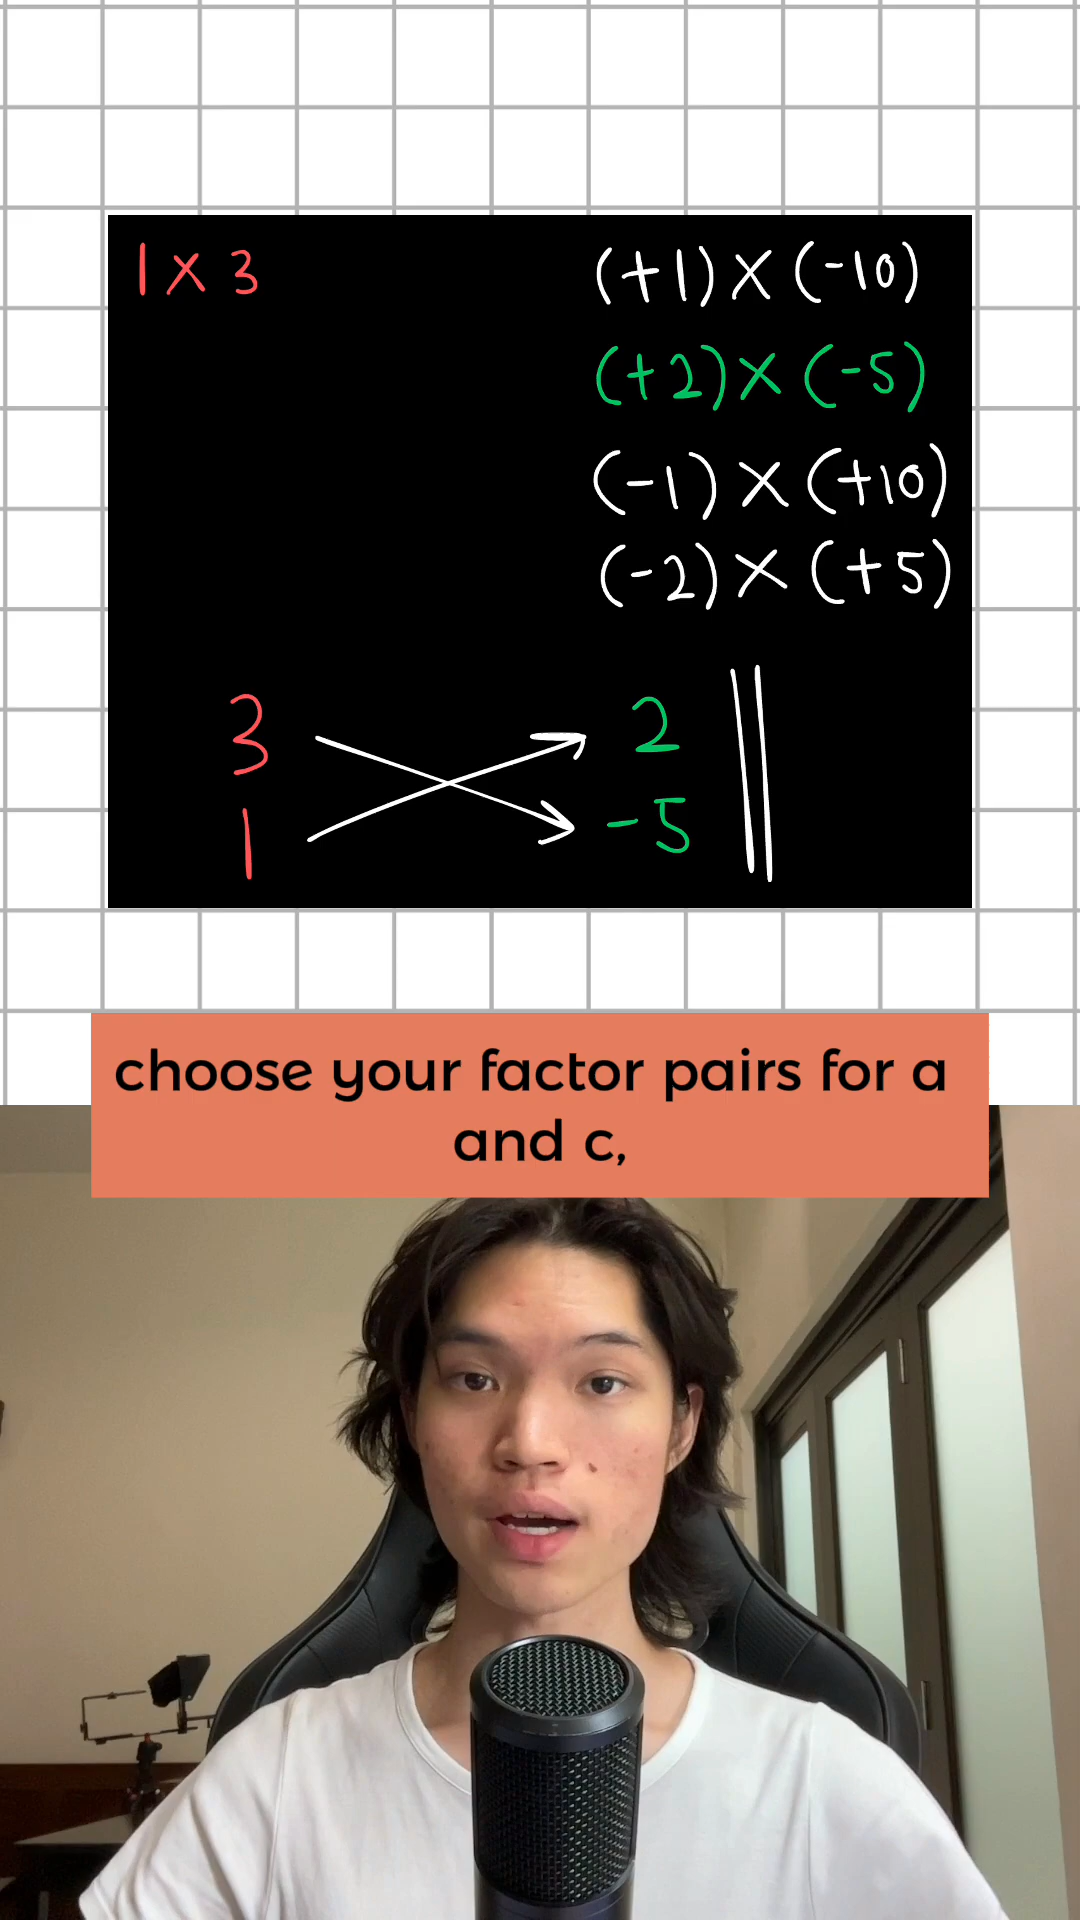 1 × 3
(+1) × (-10)
(+2) × (-5)
(-1) × (+10)
(-2) × (+5)
3 2
1 -5
choose your factor pairs for a
and c,